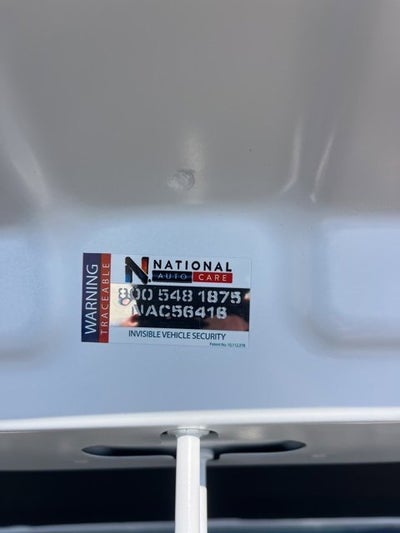 WARNING
TRACEABLE
N NATIONAL
AUTO CARE
800 548 1875
NAC56416
INVISIBLE VEHICLE SECURITY